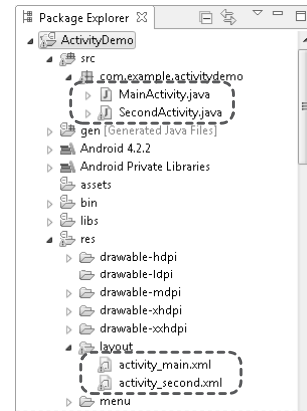 Package Explorer
ActivityDemo
src
com.example.activitydemo
MainActivity.java
SecondActivity.java
gen [Generated Java Files]
Android 4.2.2
Android Private Libraries
assets
bin
libs
res
drawable-hdpi
drawable-ldpi
drawable-mdpi
drawable-xhdpi
drawable-xxhdpi
layout
activity_main.xml
activity_second.xml
menu